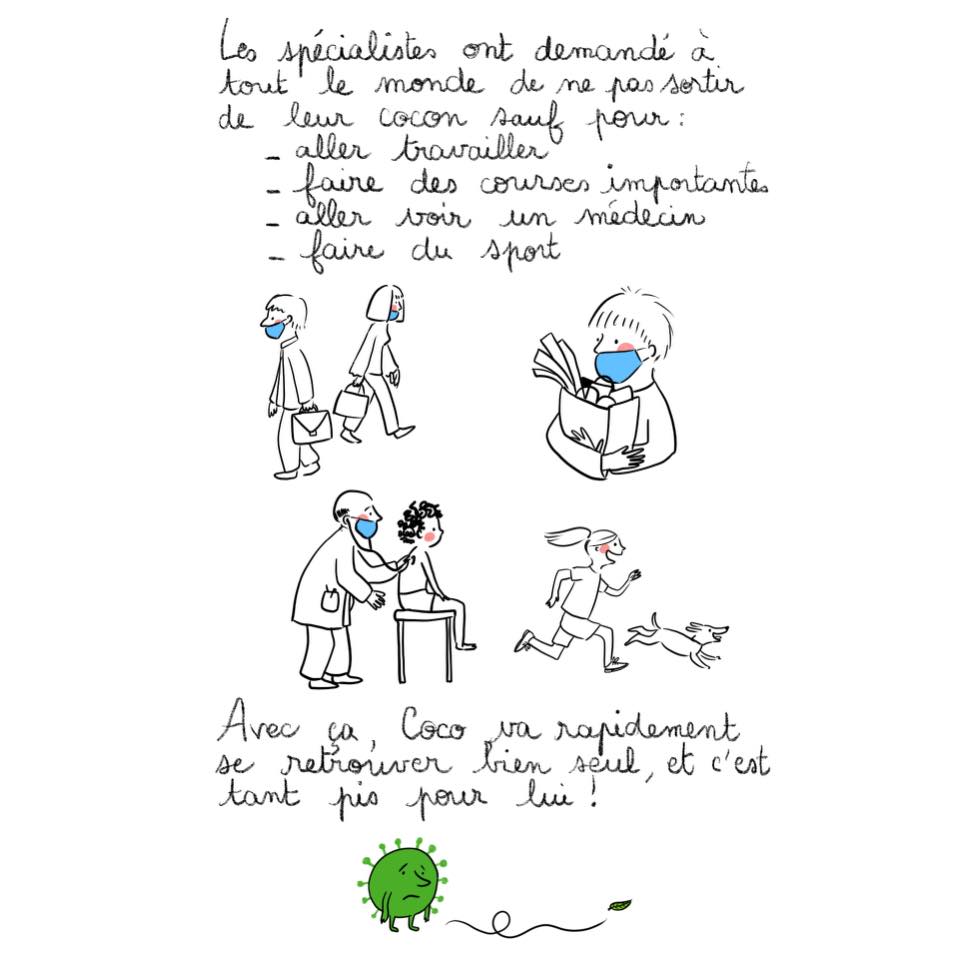 Les spécialistes ont demandé à
tout le monde de ne pas sortir
de leur cocon sauf pour :
- aller travailler
- faire des courses importantes
- aller voir un médecin
- faire du sport
Avec ça, Coco va rapidement
se retrouver bien seul, et c'est
tant pis pour lui !